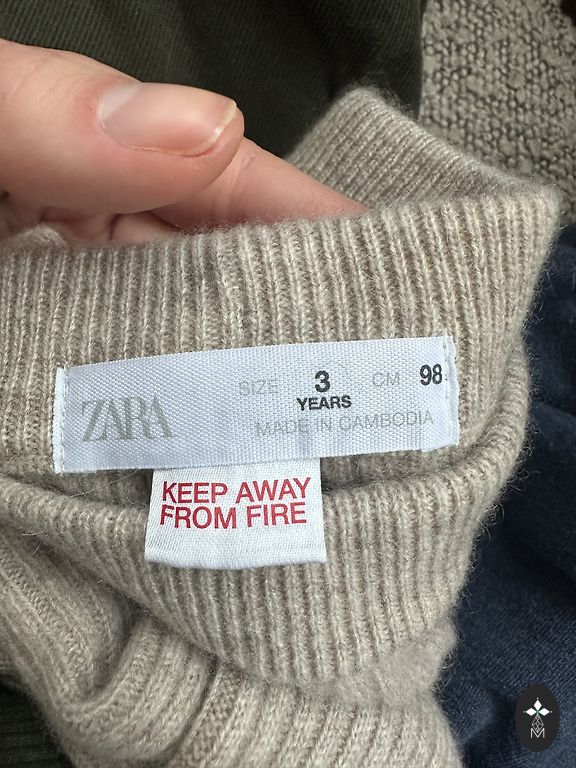 ZARA
SIZE 3 CM 98
YEARS
MADE IN CAMBODIA
KEEP AWAY
FROM FIRE
M